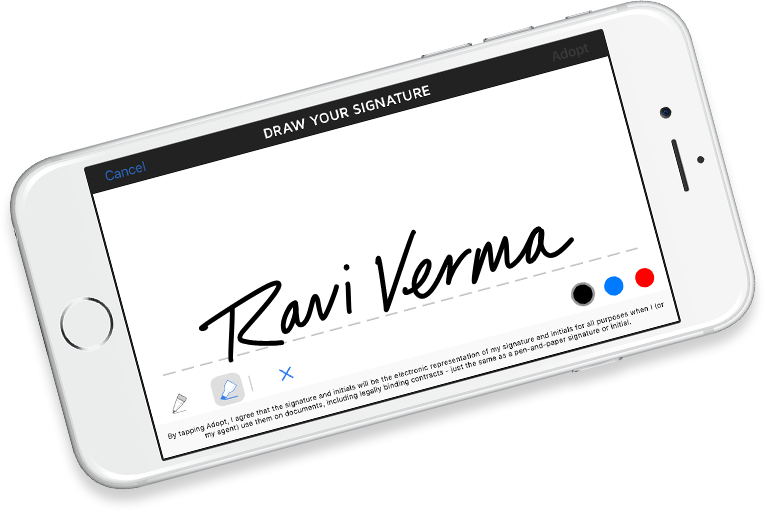 Adopt
DRAW YOUR SIGNATURE
Cancel
Ravi Verma
By tapping Adopt, I agree that the signature and initials will be the electronic representation of my signature and initials for all purposes when I (or
my agent) use them on documents, including legally binding contracts - just the same as a pen-and-paper signature or initial.